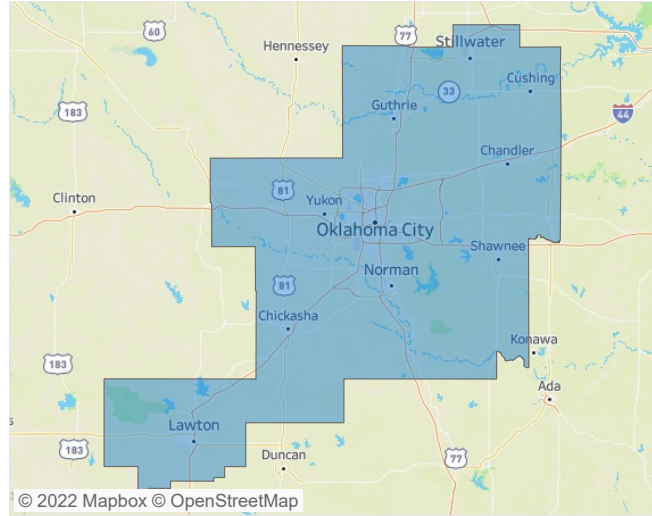 60
77
Hennessey
Stillwater
Cushing
183
33
Guthrie
44
Chandler
81
Clinton
Yukon
Oklahoma City
Shawnee
Norman
81
Chickasha
Konawa
183
Ada
s
Lawton
183
Duncan
77
© 2022 Mapbox © OpenStreetMap